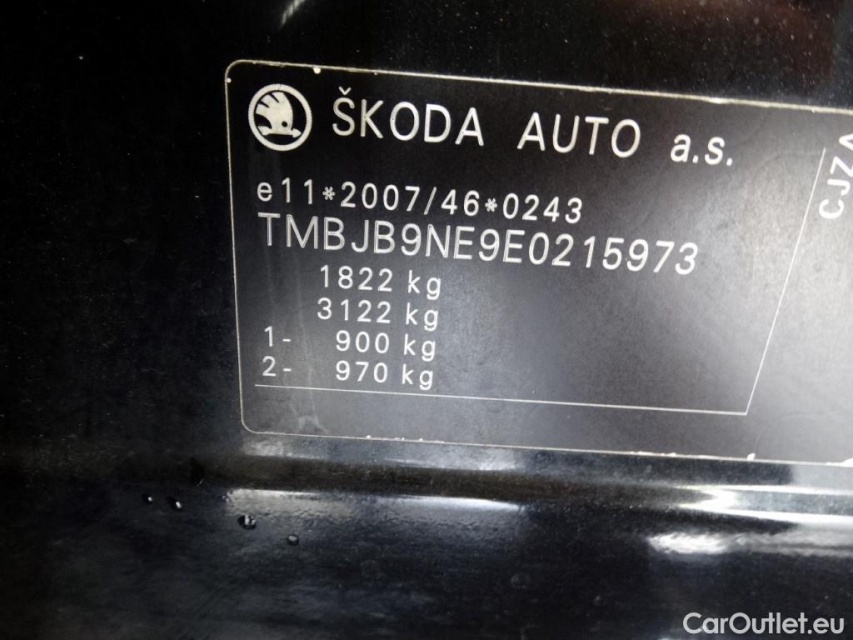 ŠKODA AUTO a.s.
e11*2007/46*0243
TMBJB9NE9E0215973
1822 kg
3122 kg
1- 900 kg
2- 970 kg
CJZA
CarOutlet.eu